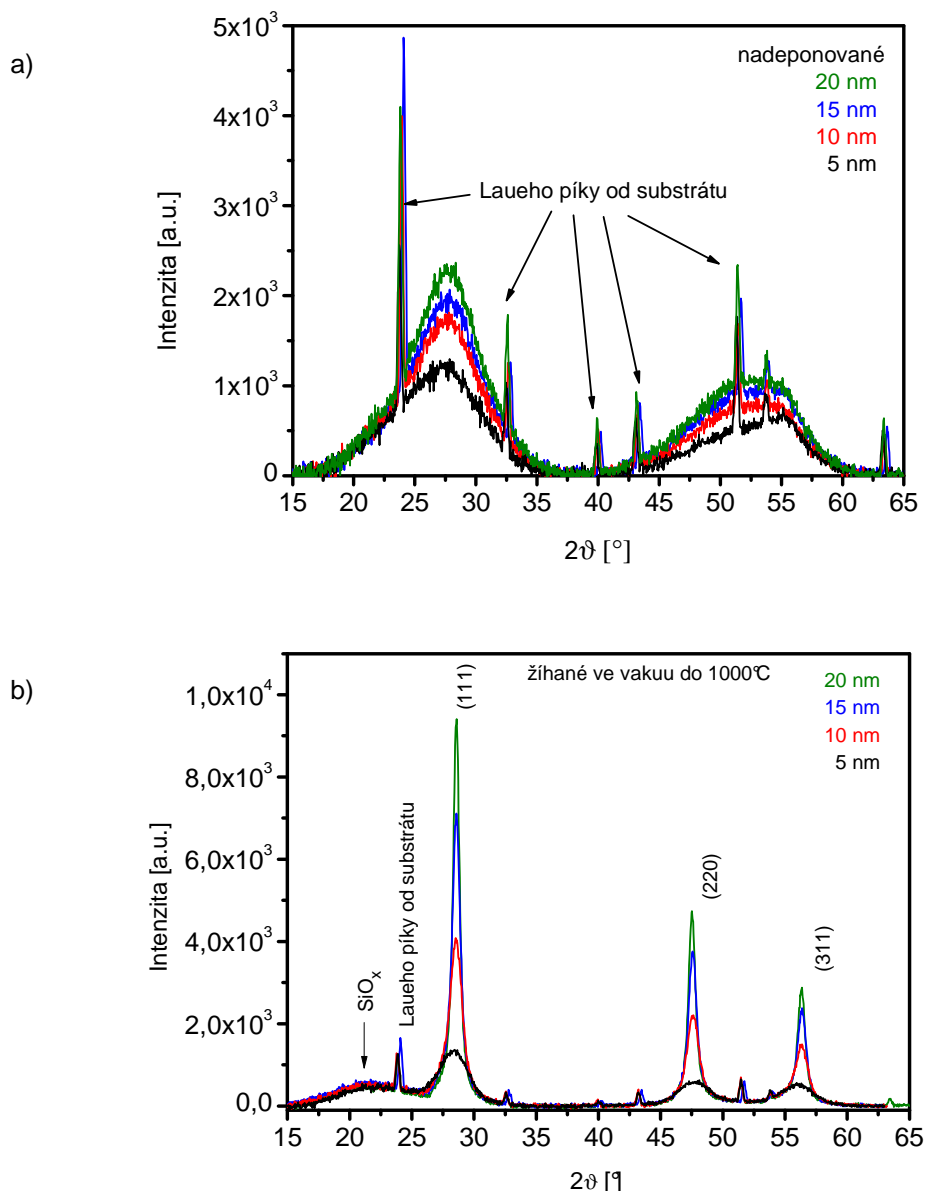 a)
5x10³
4x10³
3x10³
2x10³
1x10³
0
Intenzita [a.u.]
nadeponované
20 nm
15 nm
10 nm
5 nm
Laueho píky od substrátu
15 20 25 30 35 40 45 50 55 60 65
2ϑ [°]
b)
1,0x10⁴
8,0x10³
6,0x10³
4,0x10³
2,0x10³
0,0
Intenzita [a.u.]
žíhané ve vakuu do 1000℃
20 nm
15 nm
10 nm
5 nm
SiOₓ
Laueho píky od substrátu
(111)
(220)
(311)
15 20 25 30 35 40 45 50 55 60 65
2ϑ [°]